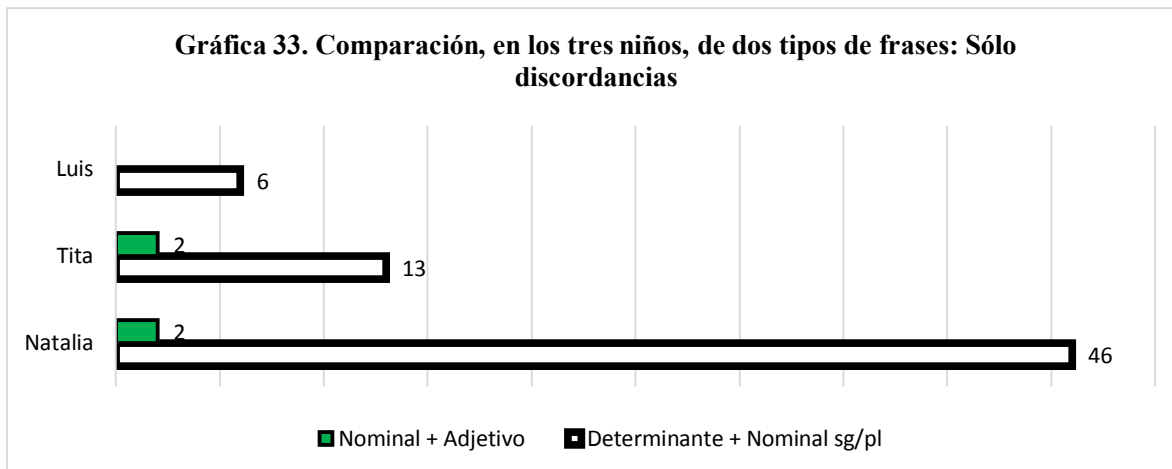 Gráfica 33. Comparación, en los tres niños, de dos tipos de frases: Sólo
discordancias
Luis
6
Tita
2
13
Natalia
2
46
Nominal + Adjetivo
Determinante + Nominal sg/pl